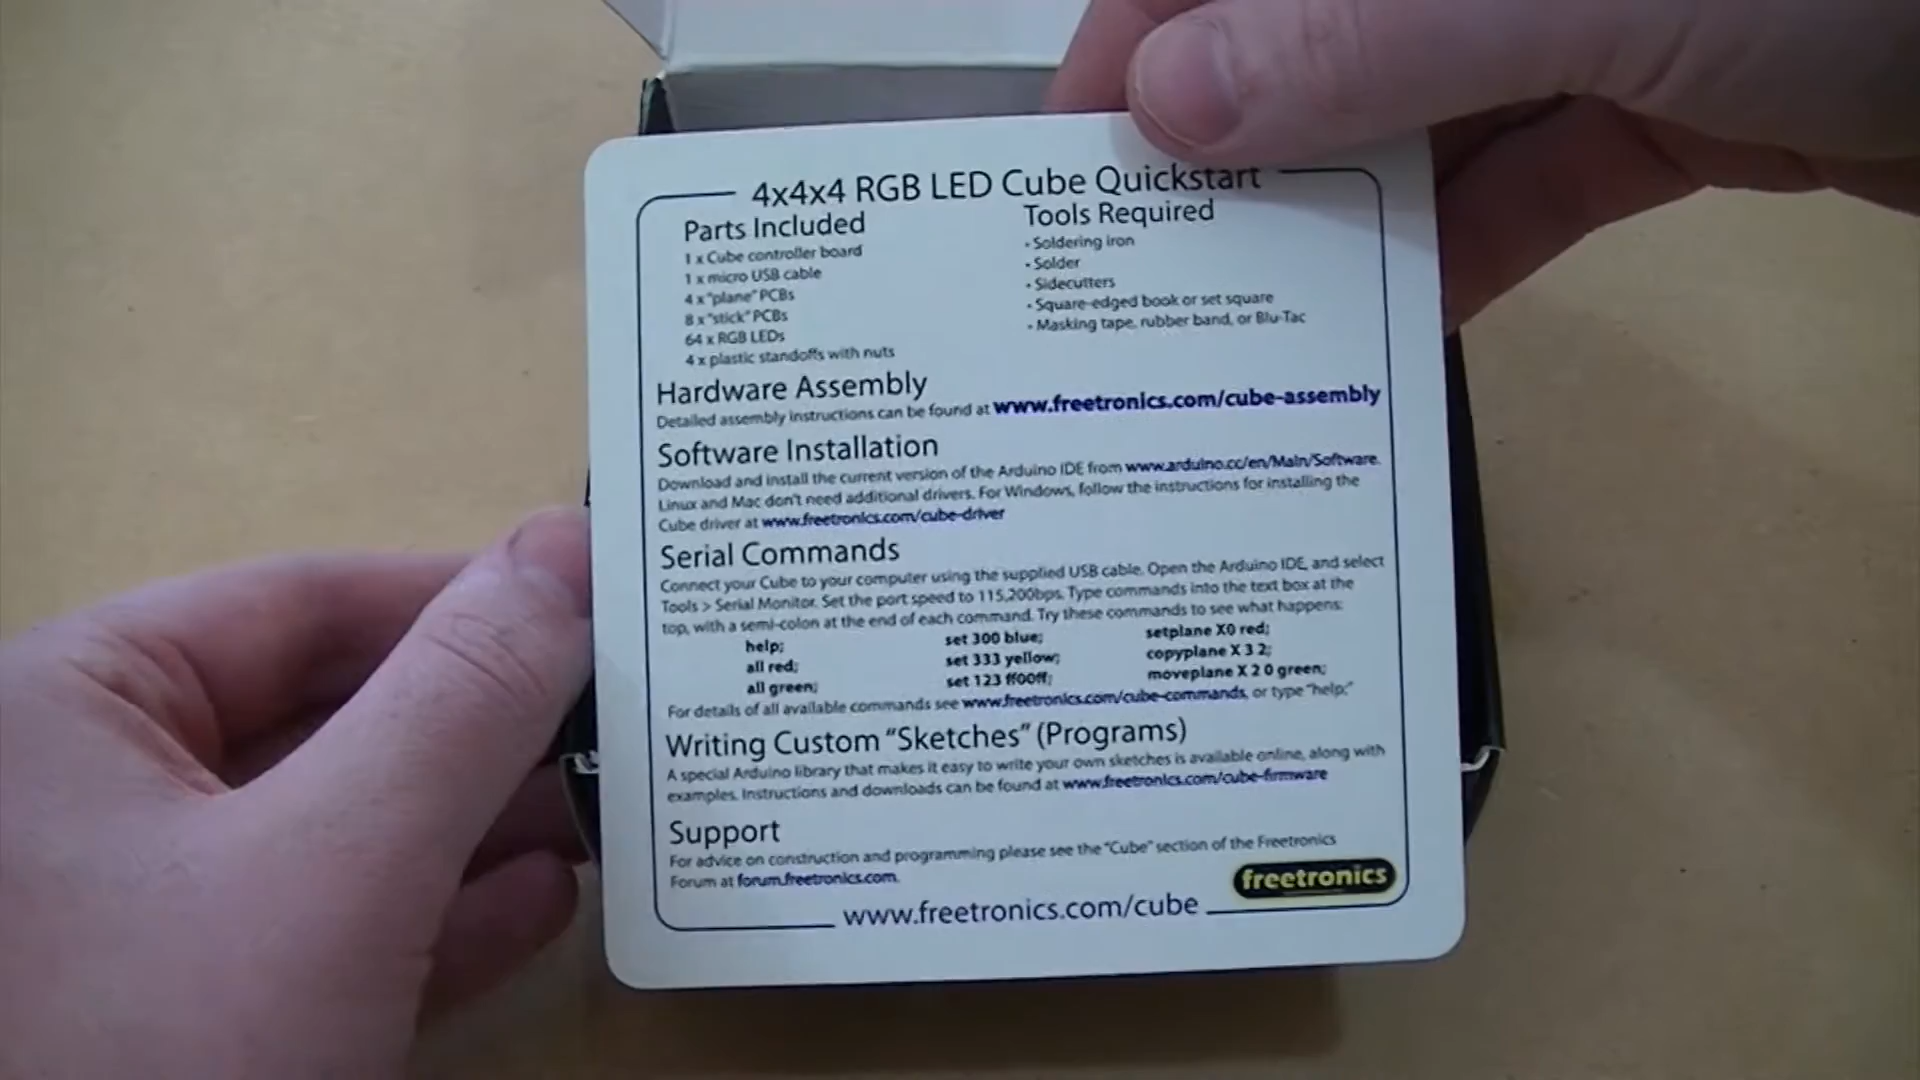 4x4x4 RGB LED Cube Quickstart
Parts Included
1 x Cube controller board
1 x micro USB cable
4 x "plane" PCBs
8 x "stick" PCBs
64 x RGB LEDs
4 x plastic standoffs with nuts
Tools Required
• Soldering iron
• Solder
• Sidecutters
• Square-edged book or set square
• Masking tape, rubber band, or Blu-Tac
Hardware Assembly
Detailed assembly instructions can be found at www.freetronics.com/cube-assembly
Software Installation
Download and install the current version of the Arduino IDE from www.arduino.cc/en/Main/Software.
Linux and Mac don't need additional drivers. For Windows, follow the instructions for installing the
Cube driver at www.freetronics.com/cube-driver
Serial Commands
Connect your Cube to your computer using the supplied USB cable. Open the Arduino IDE, and select
Tools > Serial Monitor. Set the port speed to 115,200bps. Type commands into the text box at the
top, with a semi-colon at the end of each command. Try these commands to see what happens:
help; set 300 blue; setplane X0 red;
all red; set 333 yellow; copyplane X 3 2;
all green; set 123 ff00ff; moveplane X 2 0 green;
For details of all available commands see www.freetronics.com/cube-commands, or type "help;"
Writing Custom "Sketches" (Programs)
A special Arduino library that makes it easy to write your own sketches is available online, along with
examples. Instructions and downloads can be found at www.freetronics.com/cube-firmware
Support
For advice on construction and programming please see the "Cube" section of the Freetronics
Forum at forum.freetronics.com.
freetronics
www.freetronics.com/cube